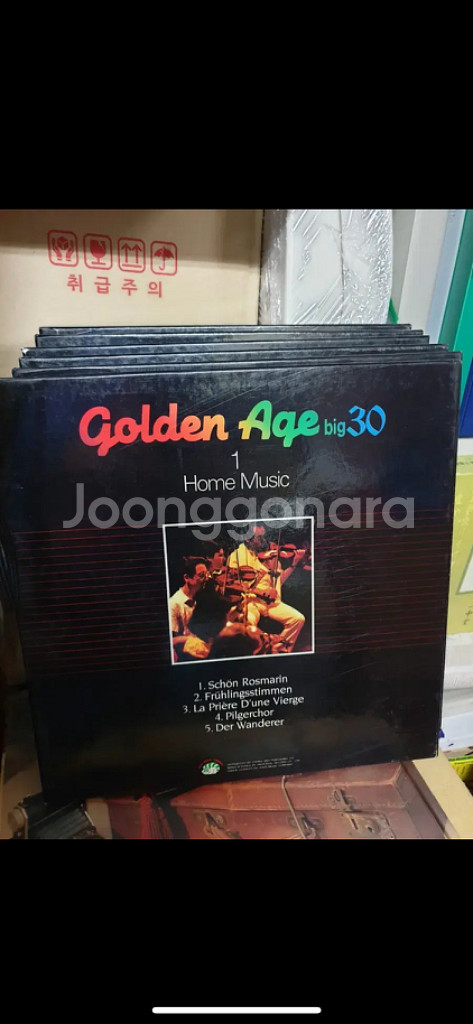 취급주의
Golden Age big 30
1
Home Music
Joonggonara
1. Schön Rosmarin
2. Frühlingsstimmen
3. La Prière D'une Vierge
4. Pilgerchor
5. Der Wanderer